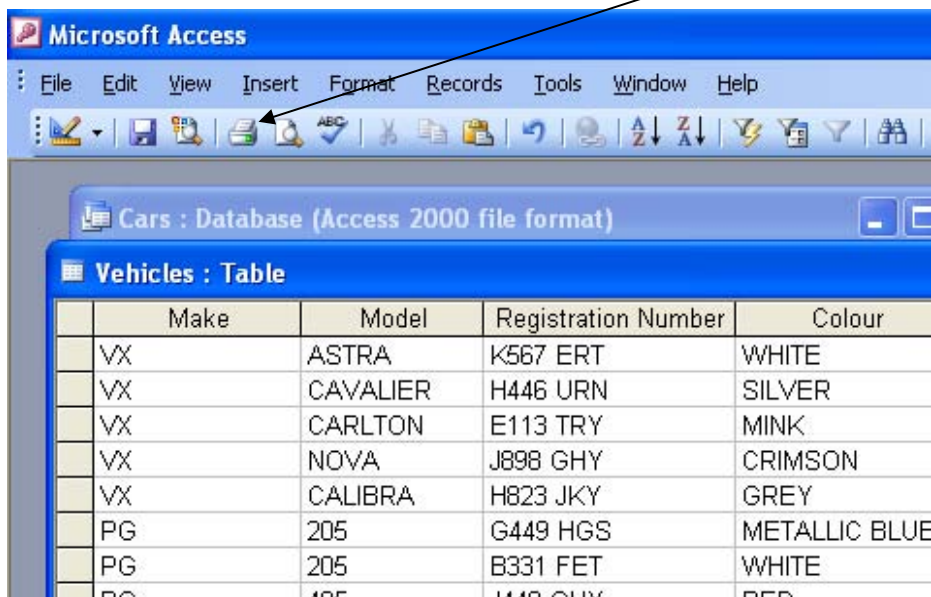 Microsoft Access
File Edit View Insert Format Records Tools Window Help
ABC
A Z Z A
Cars : Database (Access 2000 file format)
Vehicles : Table
Make Model Registration Number Colour
VX ASTRA K567 ERT WHITE
VX CAVALIER H446 URN SILVER
VX CARLTON E113 TRY MINK
VX NOVA J898 GHY CRIMSON
VX CALIBRA H823 JKY GREY
PG 205 G449 HGS METALLIC BLUE
PG 205 B331 FET WHITE